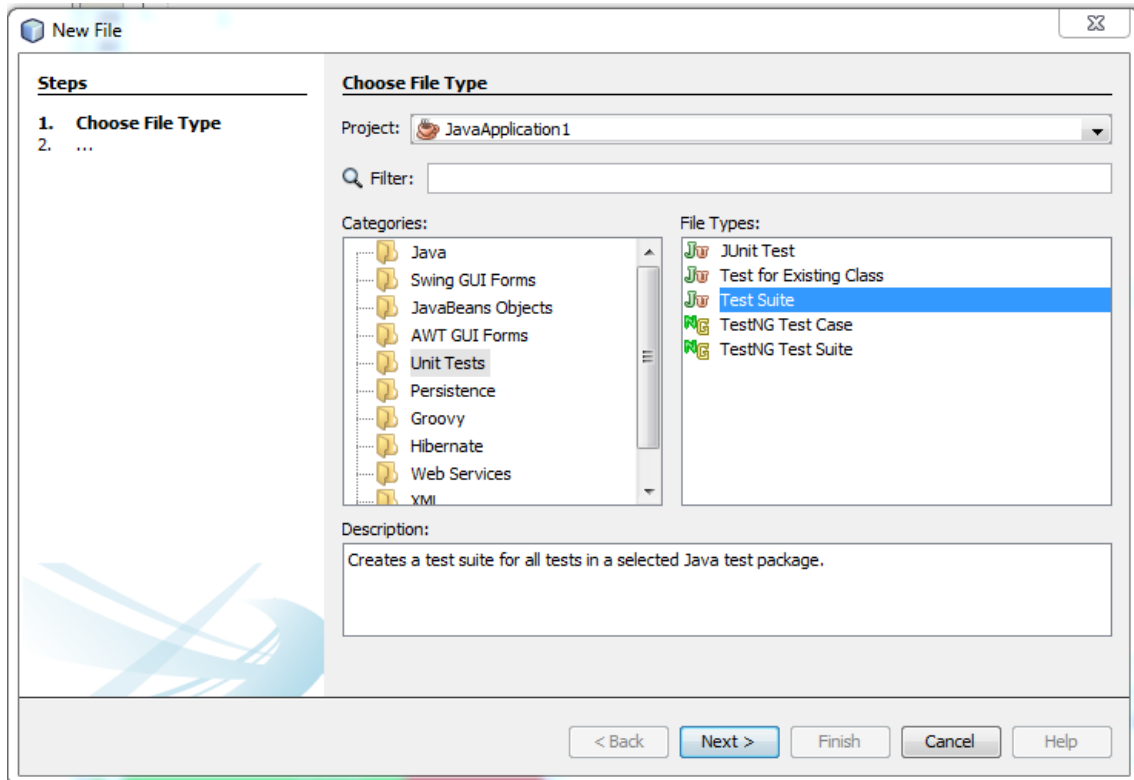 New File
Steps
1. Choose File Type
2. ...
Choose File Type
Project: JavaApplication1
Filter:
Categories:
Java
Swing GUI Forms
JavaBeans Objects
AWT GUI Forms
Unit Tests
Persistence
Groovy
Hibernate
Web Services
XML
File Types:
JUnit Test
Test for Existing Class
Test Suite
TestNG Test Case
TestNG Test Suite
Description:
Creates a test suite for all tests in a selected Java test package.
< Back
Next >
Finish
Cancel
Help